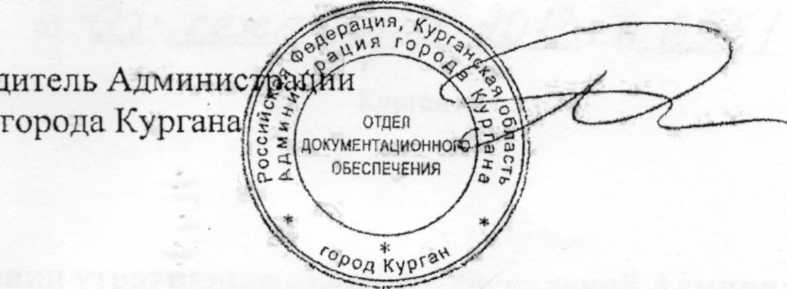 дитель Администрации
города Кургана
Российская Федерация, Курганская область
Администрация города Кургана
ОТДЕЛ
ДОКУМЕНТАЦИОННОГО
ОБЕСПЕЧЕНИЯ
* город Курган *
*